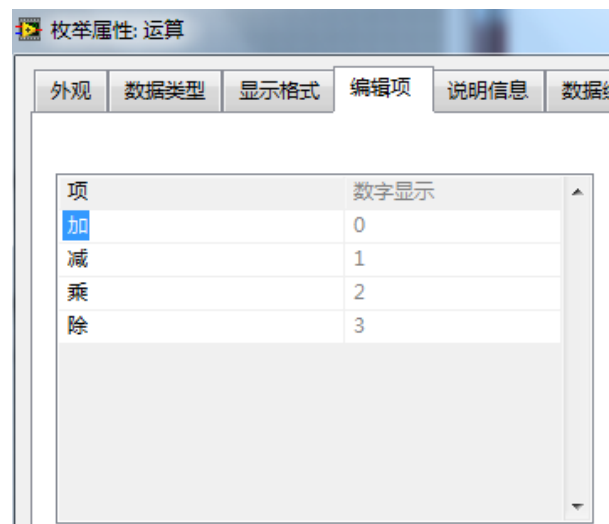 枚举属性: 运算
外观 数据类型 显示格式 编辑项 说明信息 数据
项 数字显示
加 0
减 1
乘 2
除 3